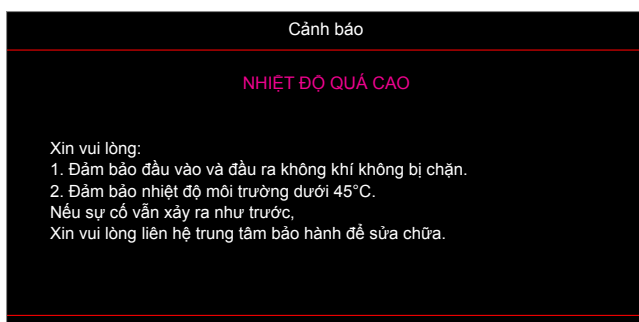 Cảnh báo
NHIỆT ĐỘ QUÁ CAO
Xin vui lòng:
1. Đảm bảo đầu vào và đầu ra không khí không bị chặn.
2. Đảm bảo nhiệt độ môi trường dưới 45°C.
Nếu sự cố vẫn xảy ra như trước,
Xin vui lòng liên hệ trung tâm bảo hành để sửa chữa.